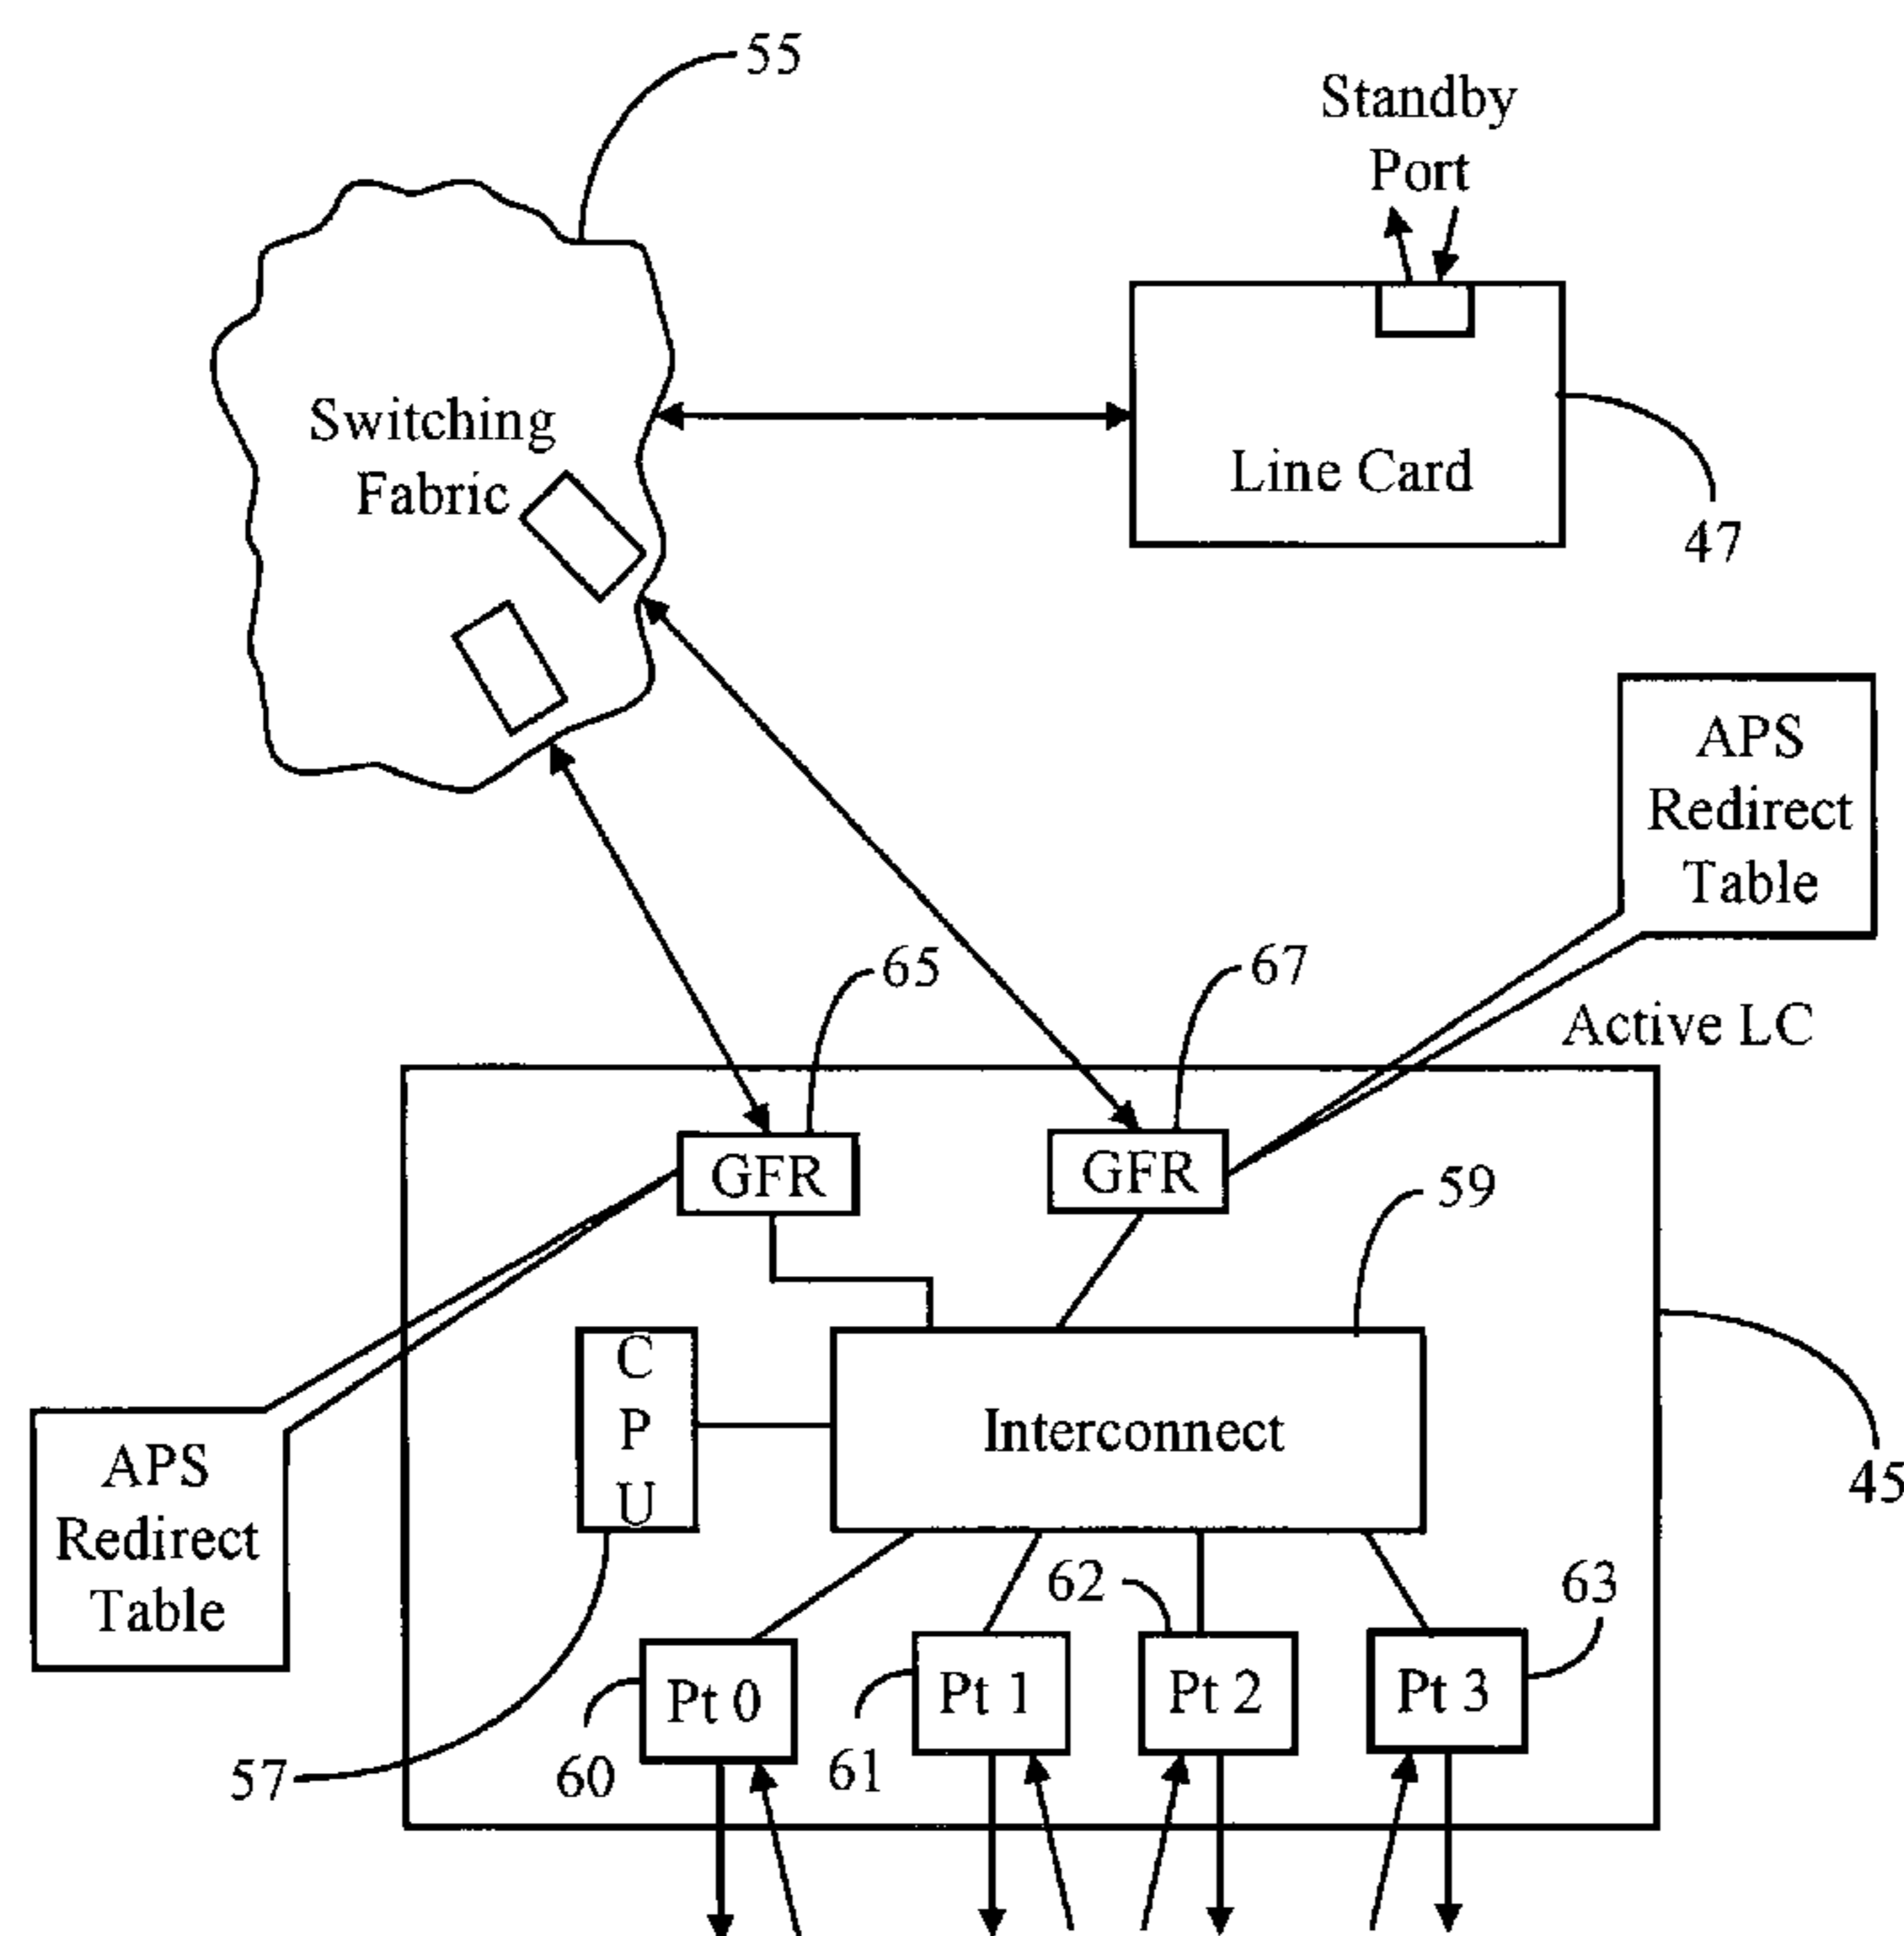 55
Standby
Port
Switching
Fabric
Line Card
47
APS
Redirect
Table
65
67
Active LC
GFR
GFR
59
C
P
U
Interconnect
45
APS
Redirect
Table
62
63
Pt 0
Pt 1
Pt 2
Pt 3
57
60
61